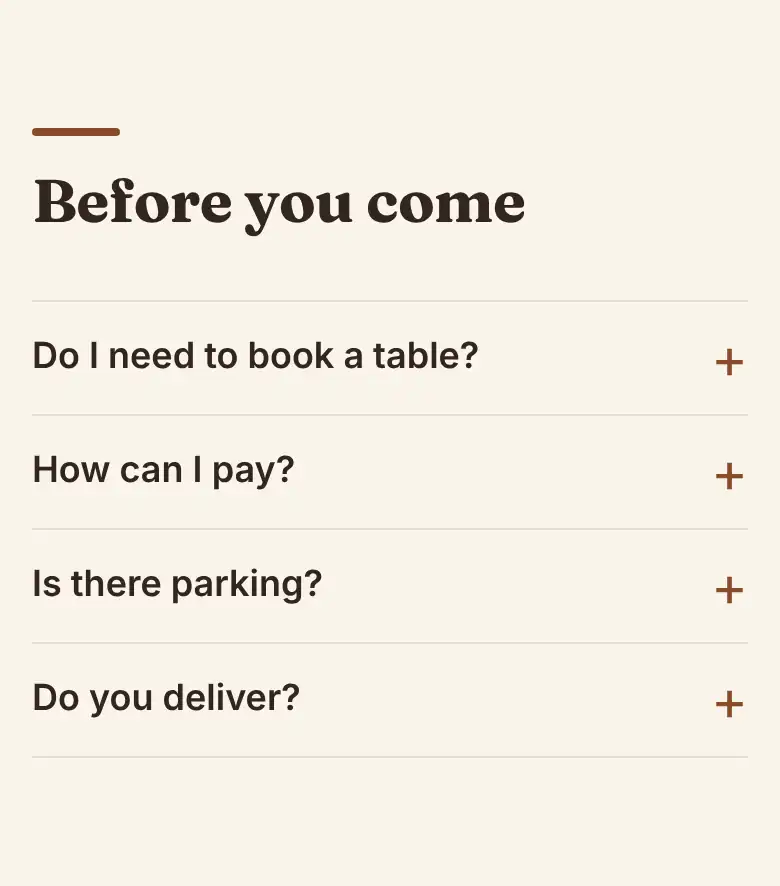 Before you come
Do I need to book a table?
How can I pay?
Is there parking?
Do you deliver?